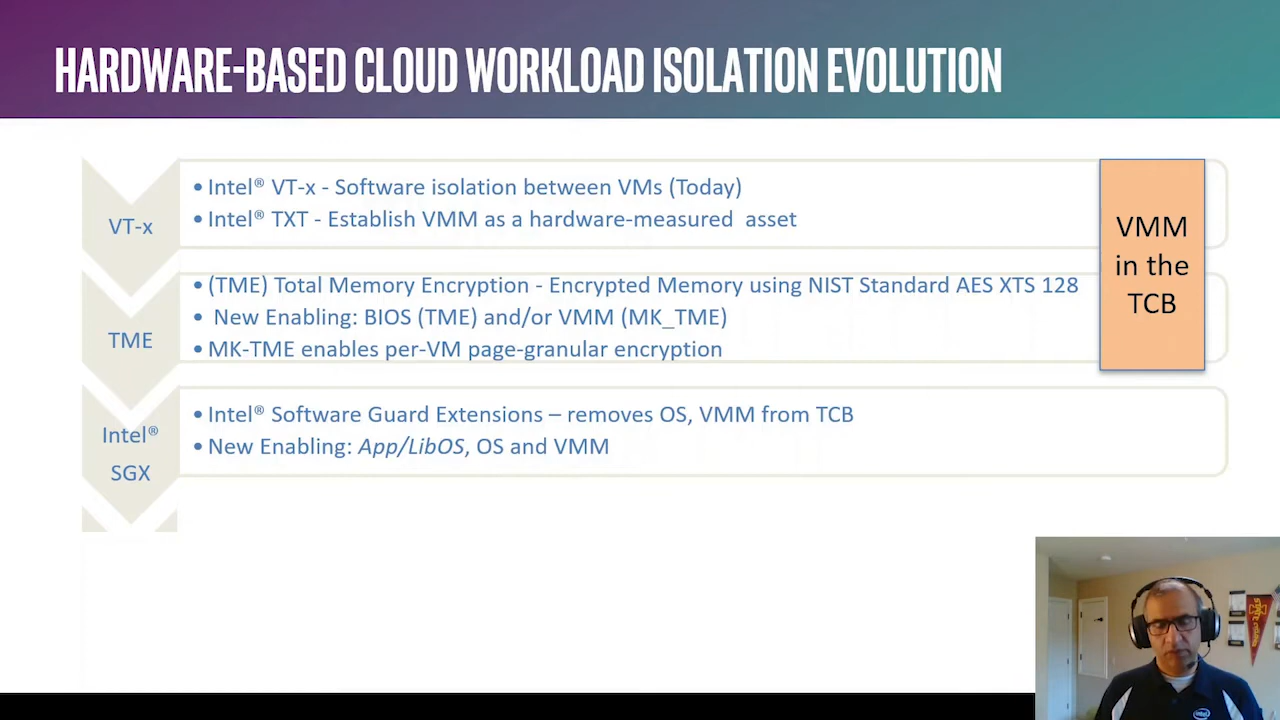 HARDWARE-BASED CLOUD WORKLOAD ISOLATION EVOLUTION
VT-x
• Intel® VT-x - Software isolation between VMs (Today)
• Intel® TXT - Establish VMM as a hardware-measured asset
VMM
in the
TCB
TME
• (TME) Total Memory Encryption - Encrypted Memory using NIST Standard AES XTS 128
• New Enabling: BIOS (TME) and/or VMM (MK_TME)
• MK-TME enables per-VM page-granular encryption
Intel®
SGX
• Intel® Software Guard Extensions – removes OS, VMM from TCB
• New Enabling: App/LibOS, OS and VMM
intel